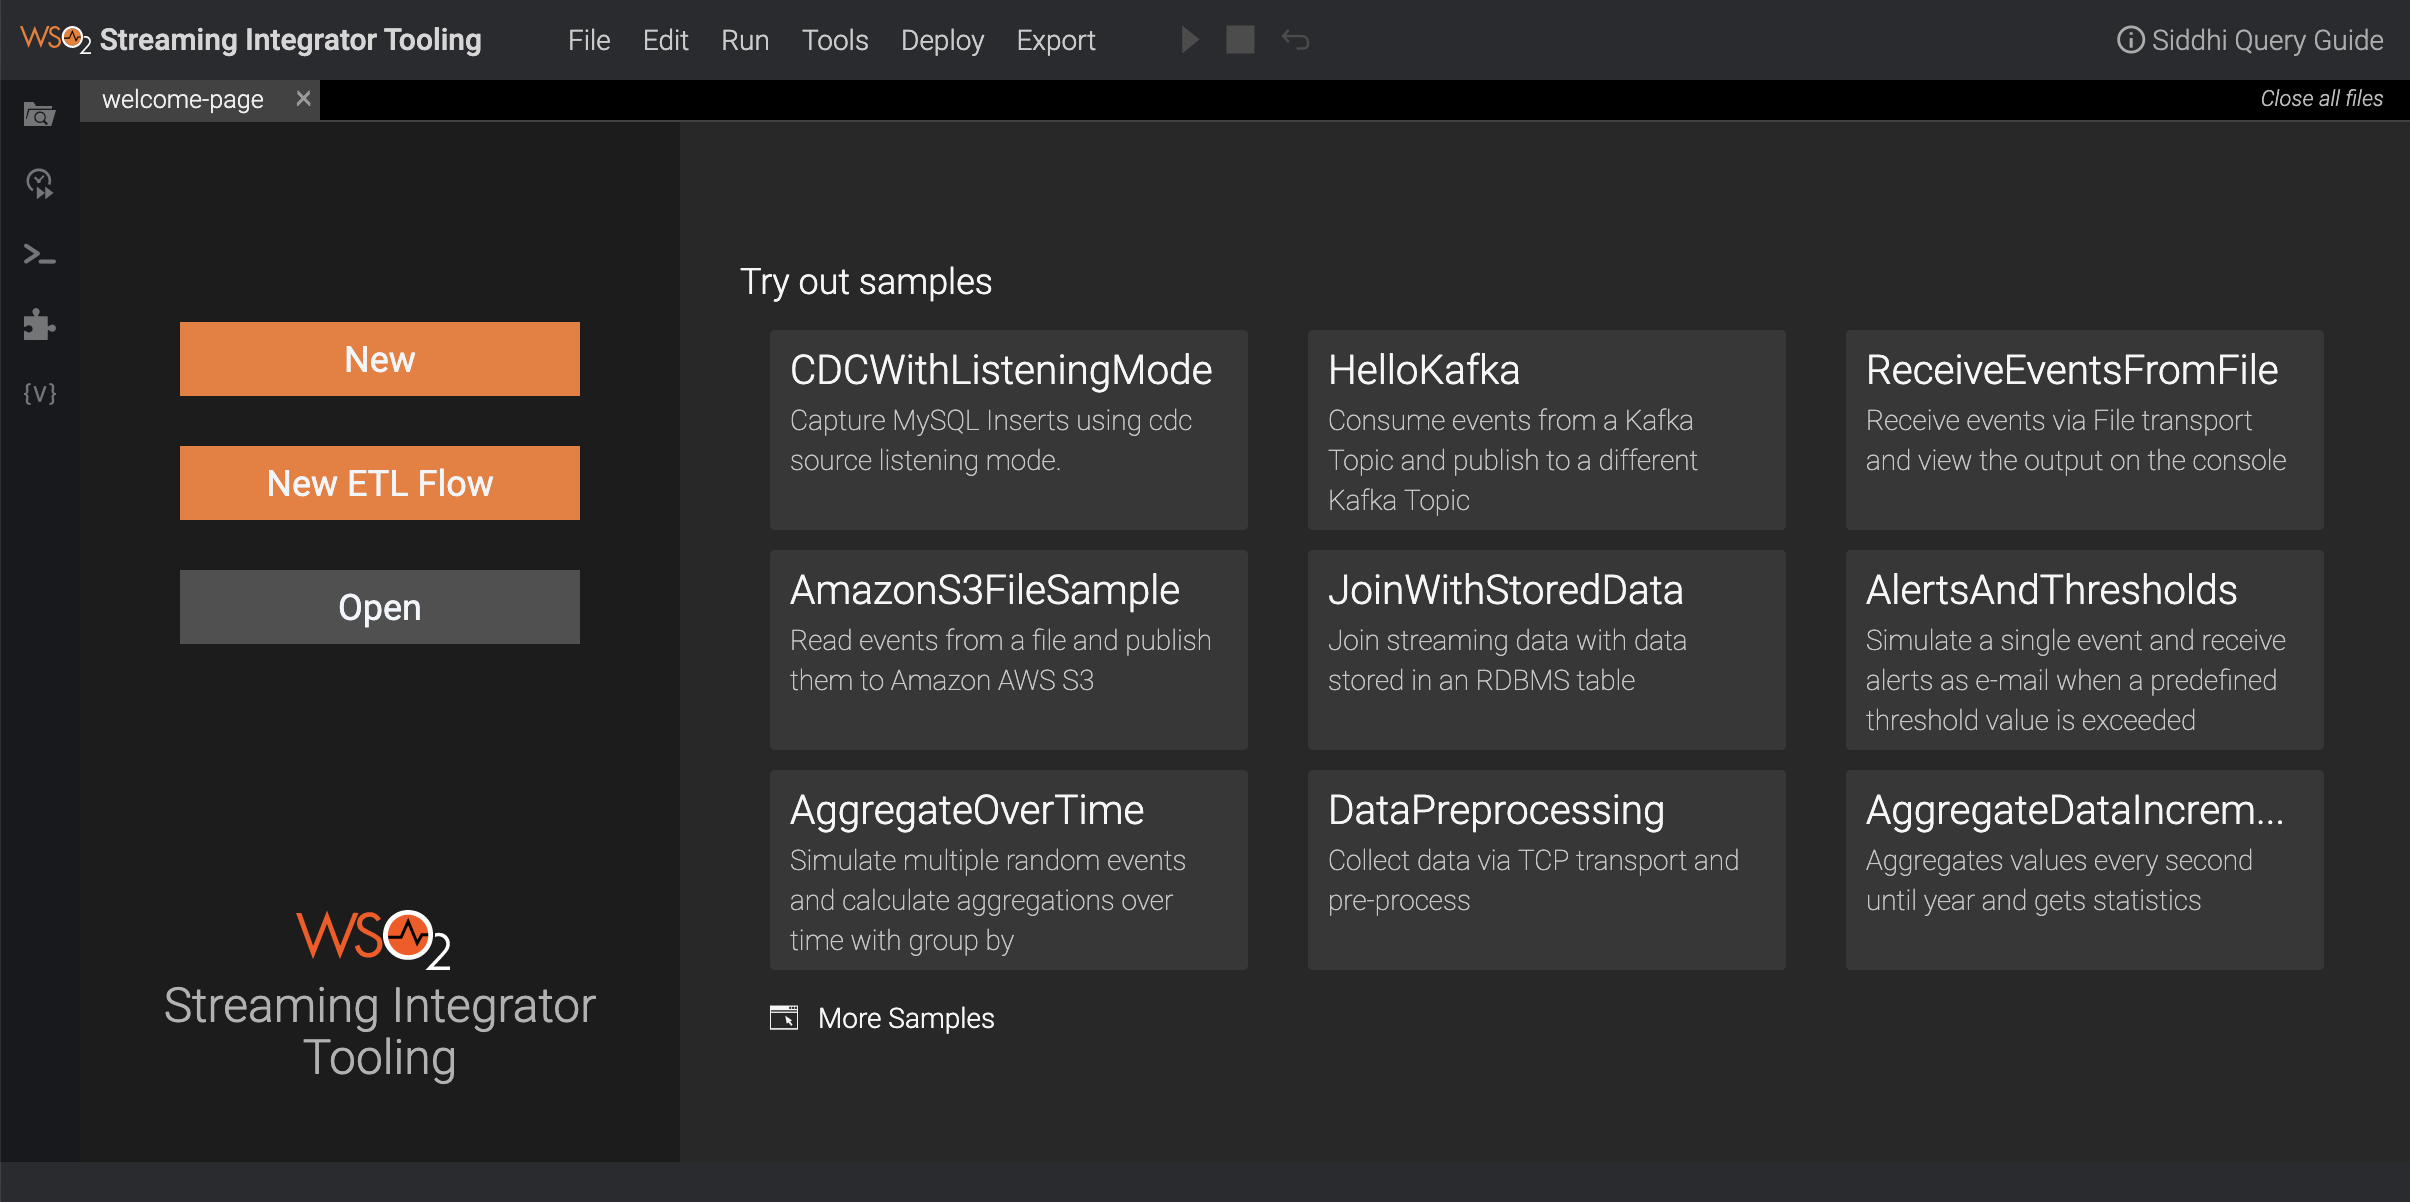 WSO2 Streaming Integrator Tooling File Edit Run Tools Deploy Export Siddhi Query Guide
welcome-page × Close all files
{V}
New
New ETL Flow
Open
WSO2
Streaming Integrator
Tooling
Try out samples
CDCWithListeningMode
Capture MySQL Inserts using cdc
source listening mode.
HelloKafka
Consume events from a Kafka
Topic and publish to a different
Kafka Topic
ReceiveEventsFromFile
Receive events via File transport
and view the output on the console
AmazonS3FileSample
Read events from a file and publish
them to Amazon AWS S3
JoinWithStoredData
Join streaming data with data
stored in an RDBMS table
AlertsAndThresholds
Simulate a single event and receive
alerts as e-mail when a predefined
threshold value is exceeded
AggregateOverTime
Simulate multiple random events
and calculate aggregations over
time with group by
DataPreprocessing
Collect data via TCP transport and
pre-process
AggregateDataIncrem...
Aggregates values every second
until year and gets statistics
More Samples